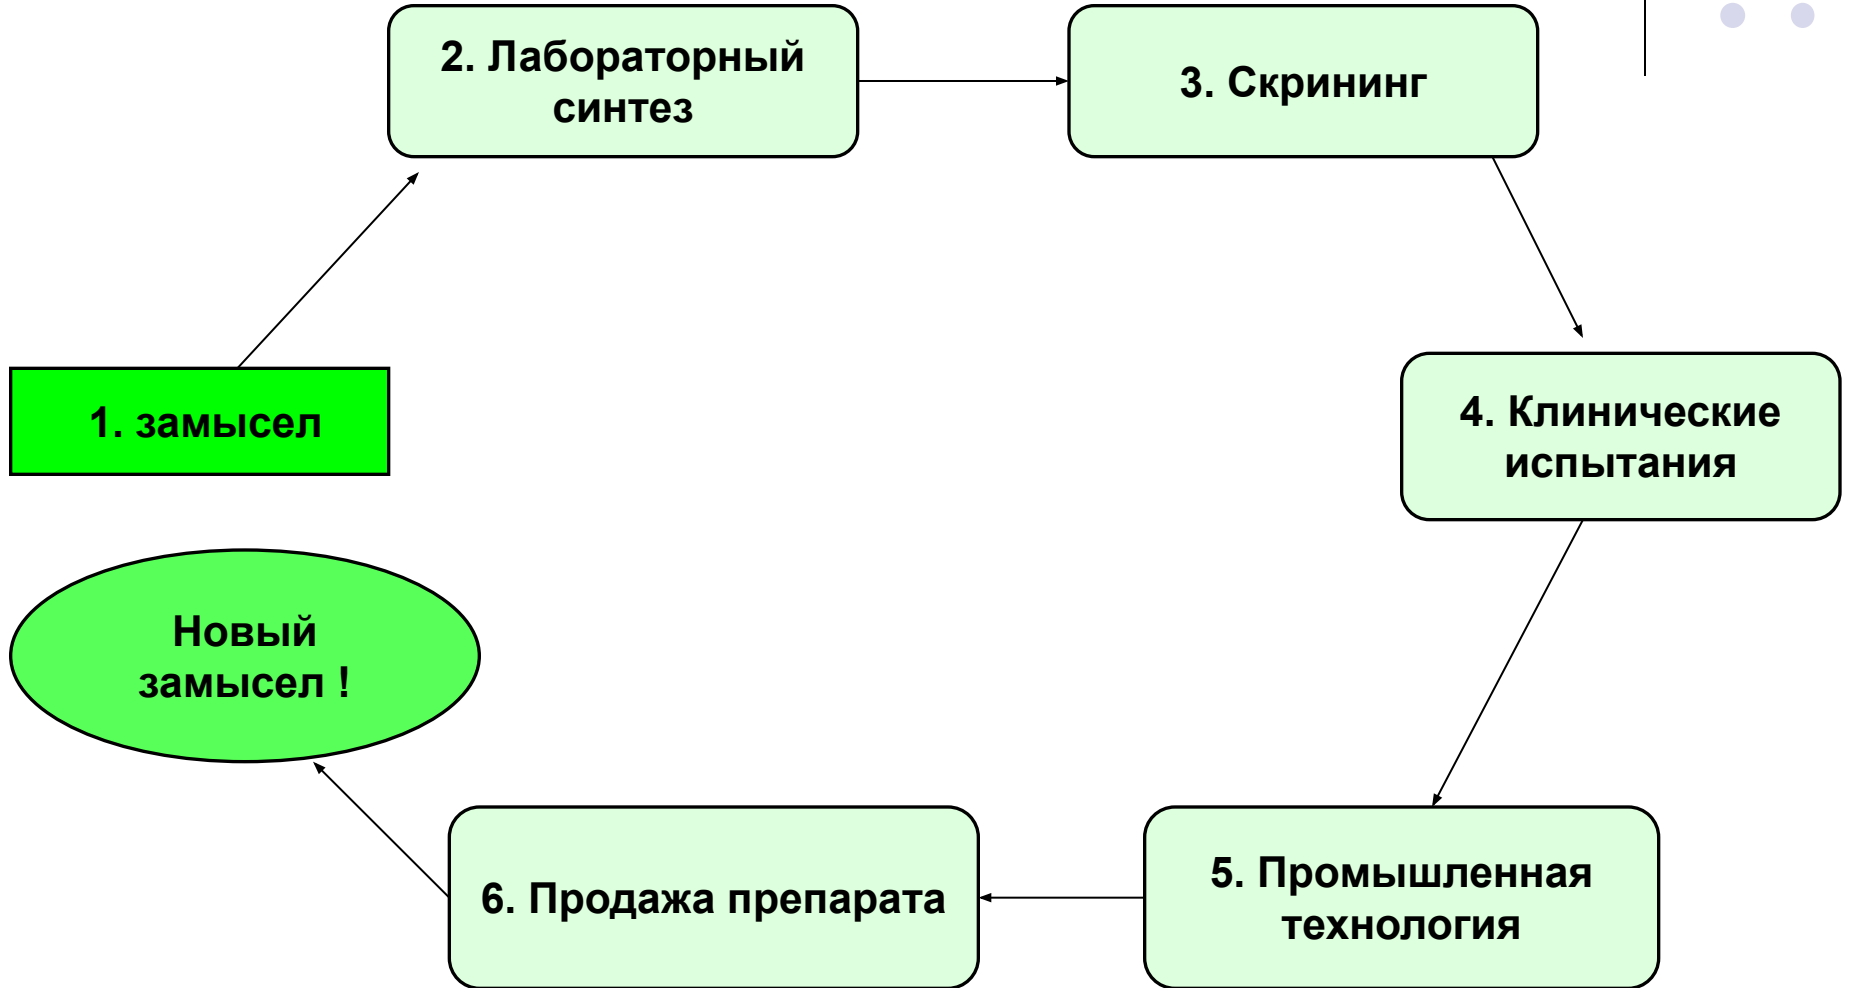 2. Лабораторный
синтез
3. Скрининг
1. замысел
4. Клинические
испытания
Новый
замысел !
6. Продажа препарата
5. Промышленная
технология